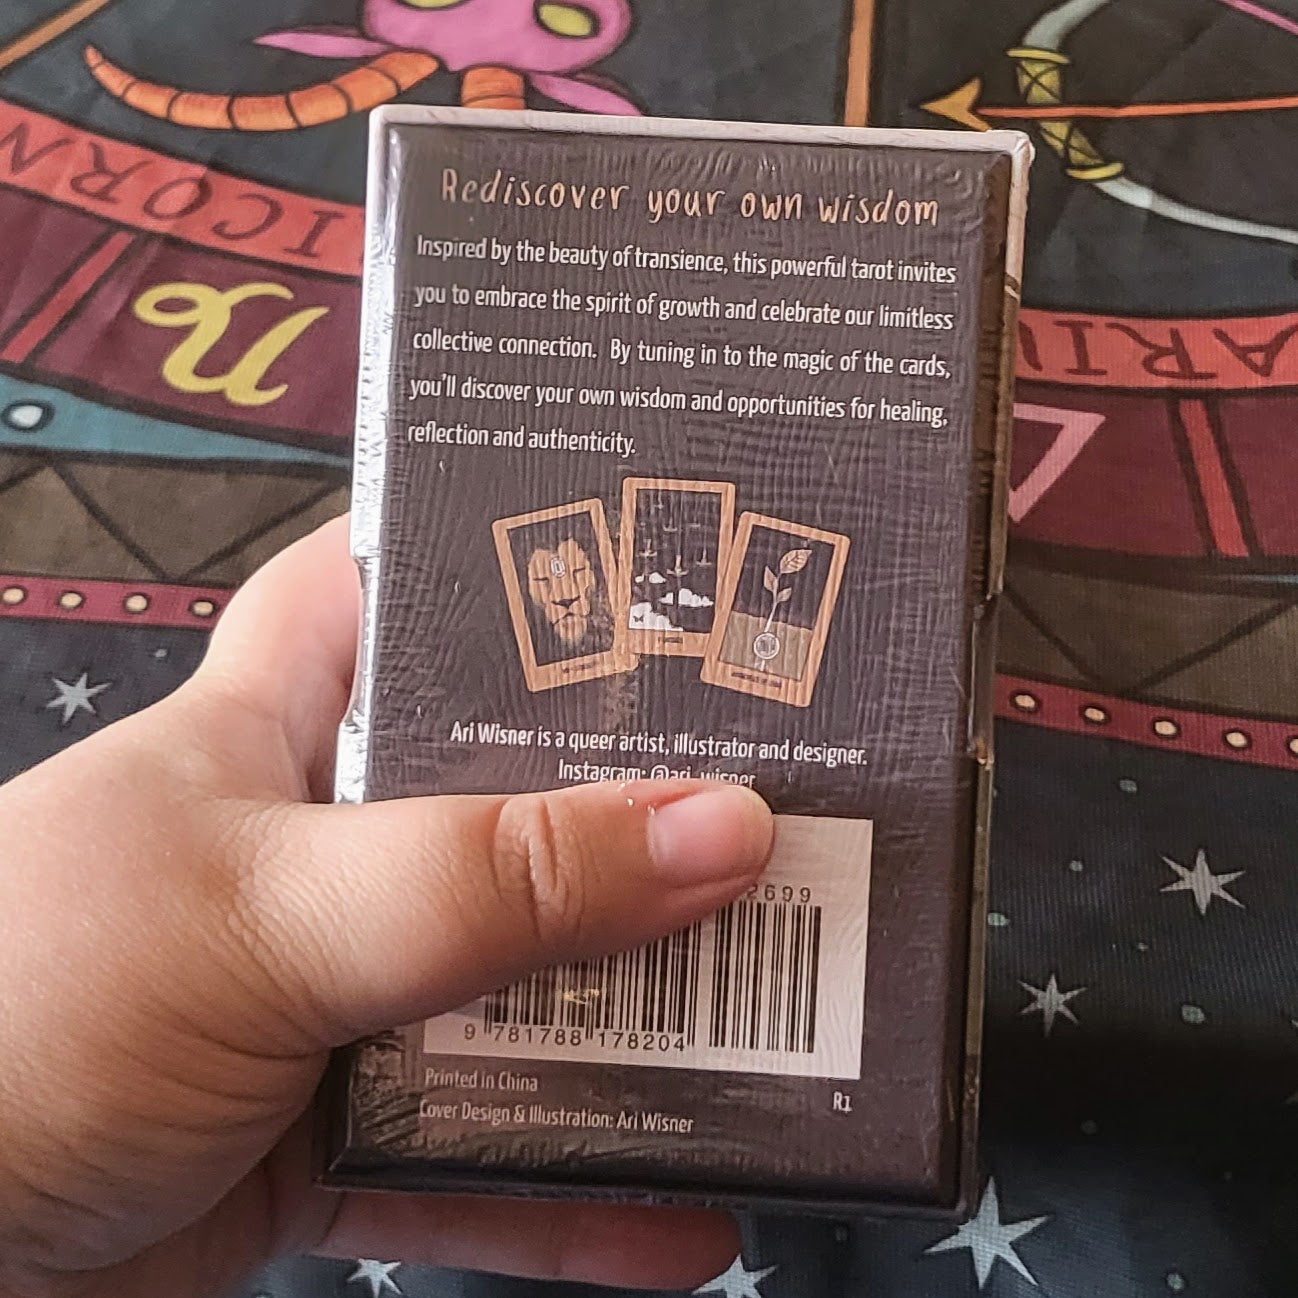 Rediscover your own wisdom
Inspired by the beauty of transience, this powerful tarot invites
you to embrace the spirit of growth and celebrate our limitless
collective connection. By tuning in to the magic of the cards,
you'll discover your own wisdom and opportunities for healing,
reflection and authenticity.
Ari Wisner is a queer artist, illustrator and designer.
Instagram: @ari_wisner
2699
9 781788 178204
Printed in China
R1
Cover Design & Illustration: Ari Wisner